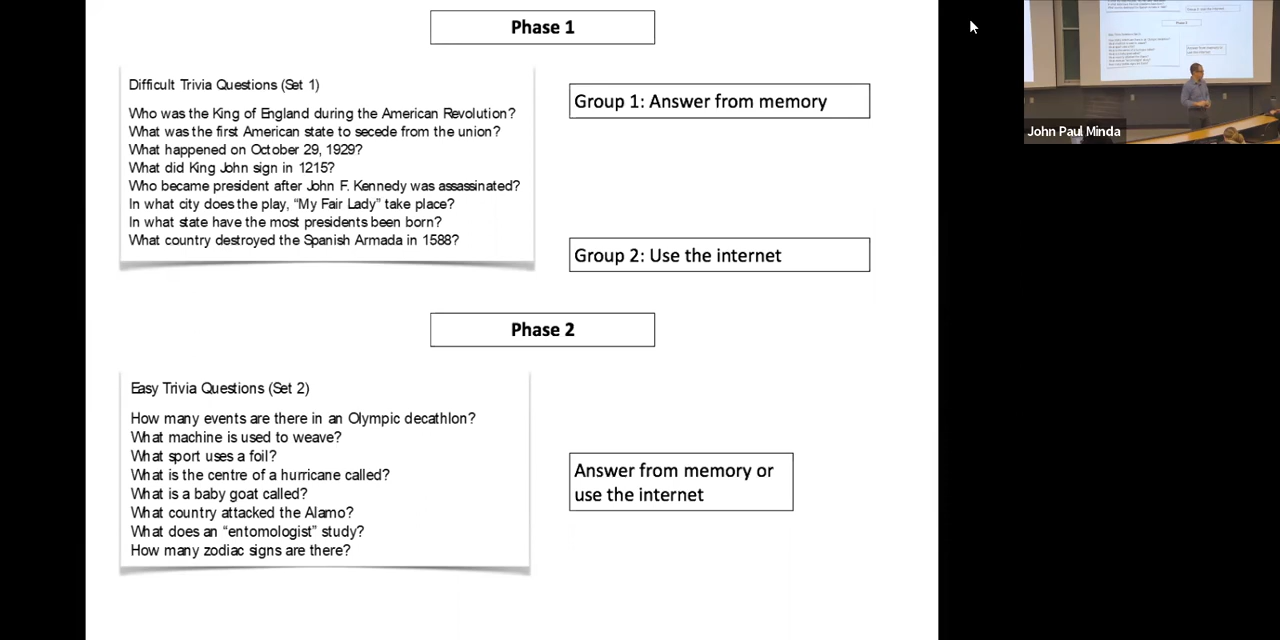 Phase 1
Difficult Trivia Questions (Set 1)
Who was the King of England during the American Revolution?
What was the first American state to secede from the union?
What happened on October 29, 1929?
What did King John sign in 1215?
Who became president after John F. Kennedy was assassinated?
In what city does the play, “My Fair Lady” take place?
In what state have the most presidents been born?
What country destroyed the Spanish Armada in 1588?
Group 1: Answer from memory
Group 2: Use the internet
Phase 2
Easy Trivia Questions (Set 2)
How many events are there in an Olympic decathlon?
What machine is used to weave?
What sport uses a foil?
What is the centre of a hurricane called?
What is a baby goat called?
What country attacked the Alamo?
What does an “entomologist” study?
How many zodiac signs are there?
Answer from memory or
use the internet
John Paul Minda